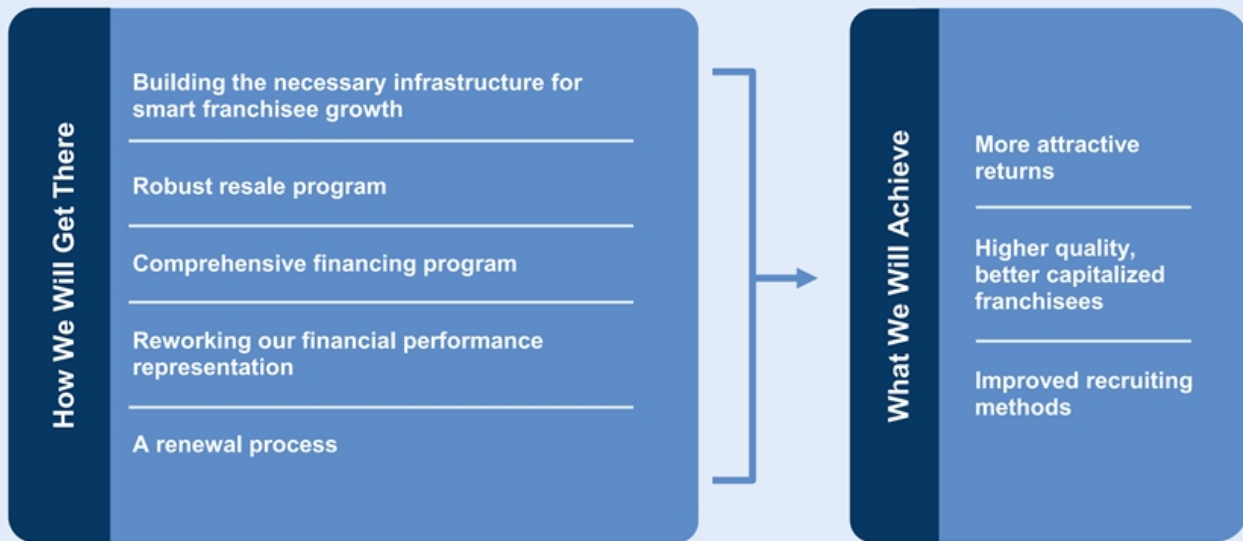 How We Will Get There
Building the necessary infrastructure for
smart franchisee growth
Robust resale program
Comprehensive financing program
Reworking our financial performance
representation
A renewal process
What We Will Achieve
More attractive
returns
Higher quality,
better capitalized
franchisees
Improved recruiting
methods